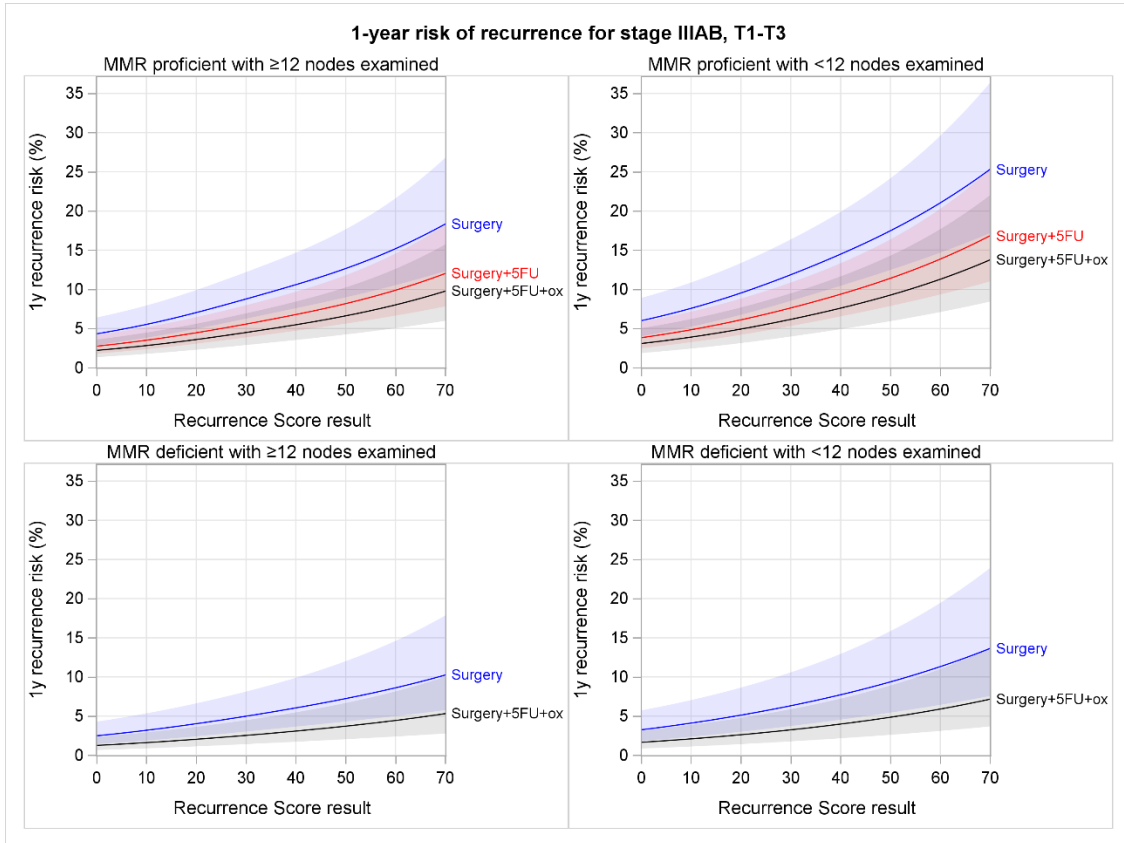 1-year risk of recurrence for stage IIIAB, T1-T3
MMR proficient with ≥12 nodes examined
1y recurrence risk (%)
35
30
25
20
15
10
5
0
Surgery
Surgery+5FU
Surgery+5FU+ox
0 10 20 30 40 50 60 70
Recurrence Score result
MMR proficient with <12 nodes examined
1y recurrence risk (%)
35
30
25
20
15
10
5
0
Surgery
Surgery+5FU
Surgery+5FU+ox
0 10 20 30 40 50 60 70
Recurrence Score result
MMR deficient with ≥12 nodes examined
1y recurrence risk (%)
35
30
25
20
15
10
5
0
Surgery
Surgery+5FU+ox
0 10 20 30 40 50 60 70
Recurrence Score result
MMR deficient with <12 nodes examined
1y recurrence risk (%)
35
30
25
20
15
10
5
0
Surgery
Surgery+5FU+ox
0 10 20 30 40 50 60 70
Recurrence Score result